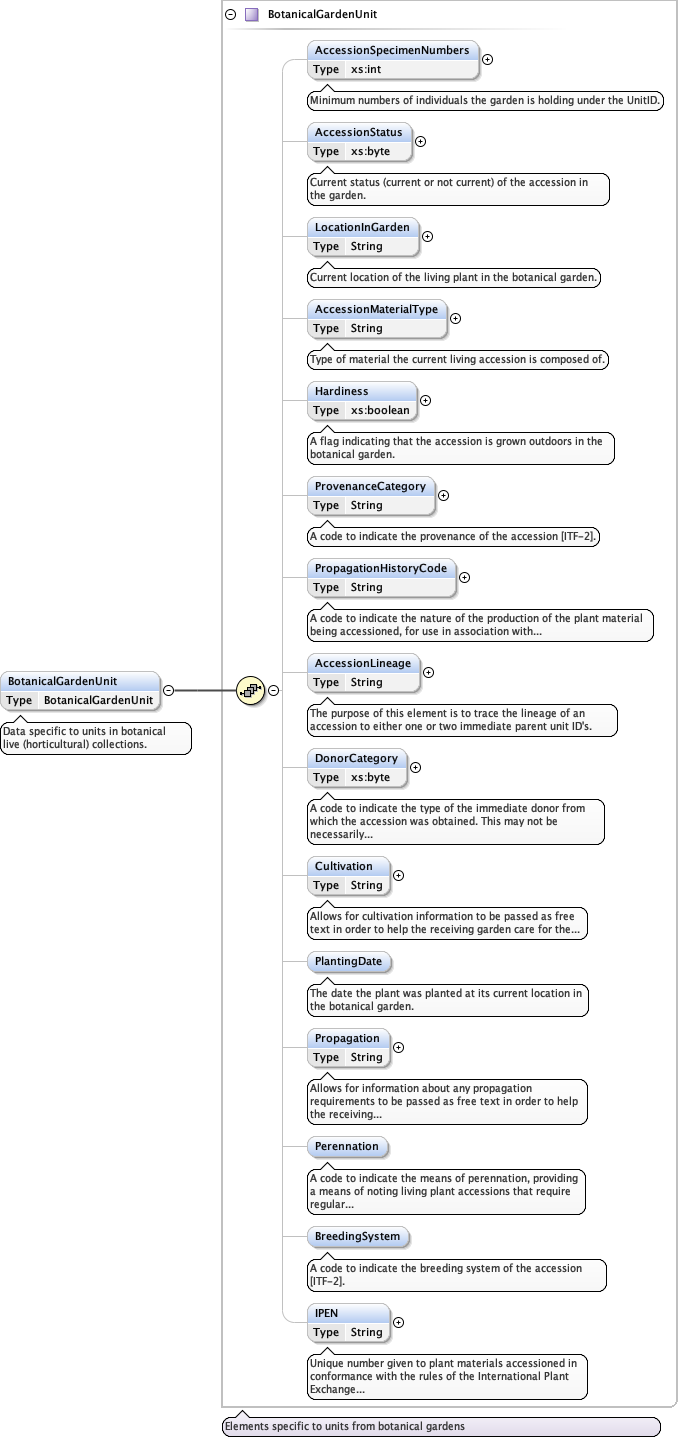 BotanicalGardenUnit
AccessionSpecimenNumbers
Type xs:int
Minimum numbers of individuals the garden is holding under the UnitID.
AccessionStatus
Type xs:byte
Current status (current or not current) of the accession in
the garden.
LocationInGarden
Type String
Current location of the living plant in the botanical garden.
AccessionMaterialType
Type String
Type of material the current living accession is composed of.
Hardiness
Type xs:boolean
A flag indicating that the accession is grown outdoors in the
botanical garden.
ProvenanceCategory
Type String
A code to indicate the provenance of the accession [ITF-2].
PropagationHistoryCode
Type String
A code to indicate the nature of the production of the plant material
being accessioned, for use in association with...
BotanicalGardenUnit
Type BotanicalGardenUnit
Data specific to units in botanical
live (horticultural) collections.
AccessionLineage
Type String
The purpose of this element is to trace the lineage of an
accession to either one or two immediate parent unit ID's.
DonorCategory
Type xs:byte
A code to indicate the type of the immediate donor from
which the accession was obtained. This may not be
necessarily...
Cultivation
Type String
Allows for cultivation information to be passed as free
text in order to help the receiving garden care for the...
PlantingDate
The date the plant was planted at its current location in
the botanical garden.
Propagation
Type String
Allows for information about any propagation
requirements to be passed as free text in order to help
the receiving...
Perennation
A code to indicate the means of perennation, providing
a means of noting living plant accessions that require
regular...
BreedingSystem
A code to indicate the breeding system of the accession
[ITF-2].
IPEN
Type String
Unique number given to plant materials accessioned in
conformance with the rules of the International Plant
Exchange...
Elements specific to units from botanical gardens